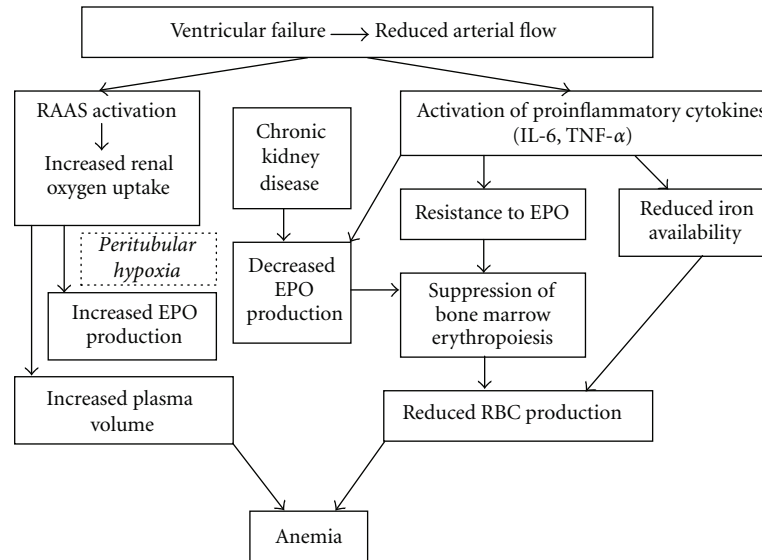 Ventricular failure → Reduced arterial flow
RAAS activation
Increased renal
oxygen uptake
Chronic
kidney
disease
Activation of proinflammatory cytokines
(IL-6, TNF-α)
Peritubular
hypoxia
Resistance to EPO
Reduced iron
availability
Increased EPO
production
Decreased
EPO
production
Suppression of
bone marrow
erythropoiesis
Increased plasma
volume
Reduced RBC production
Anemia